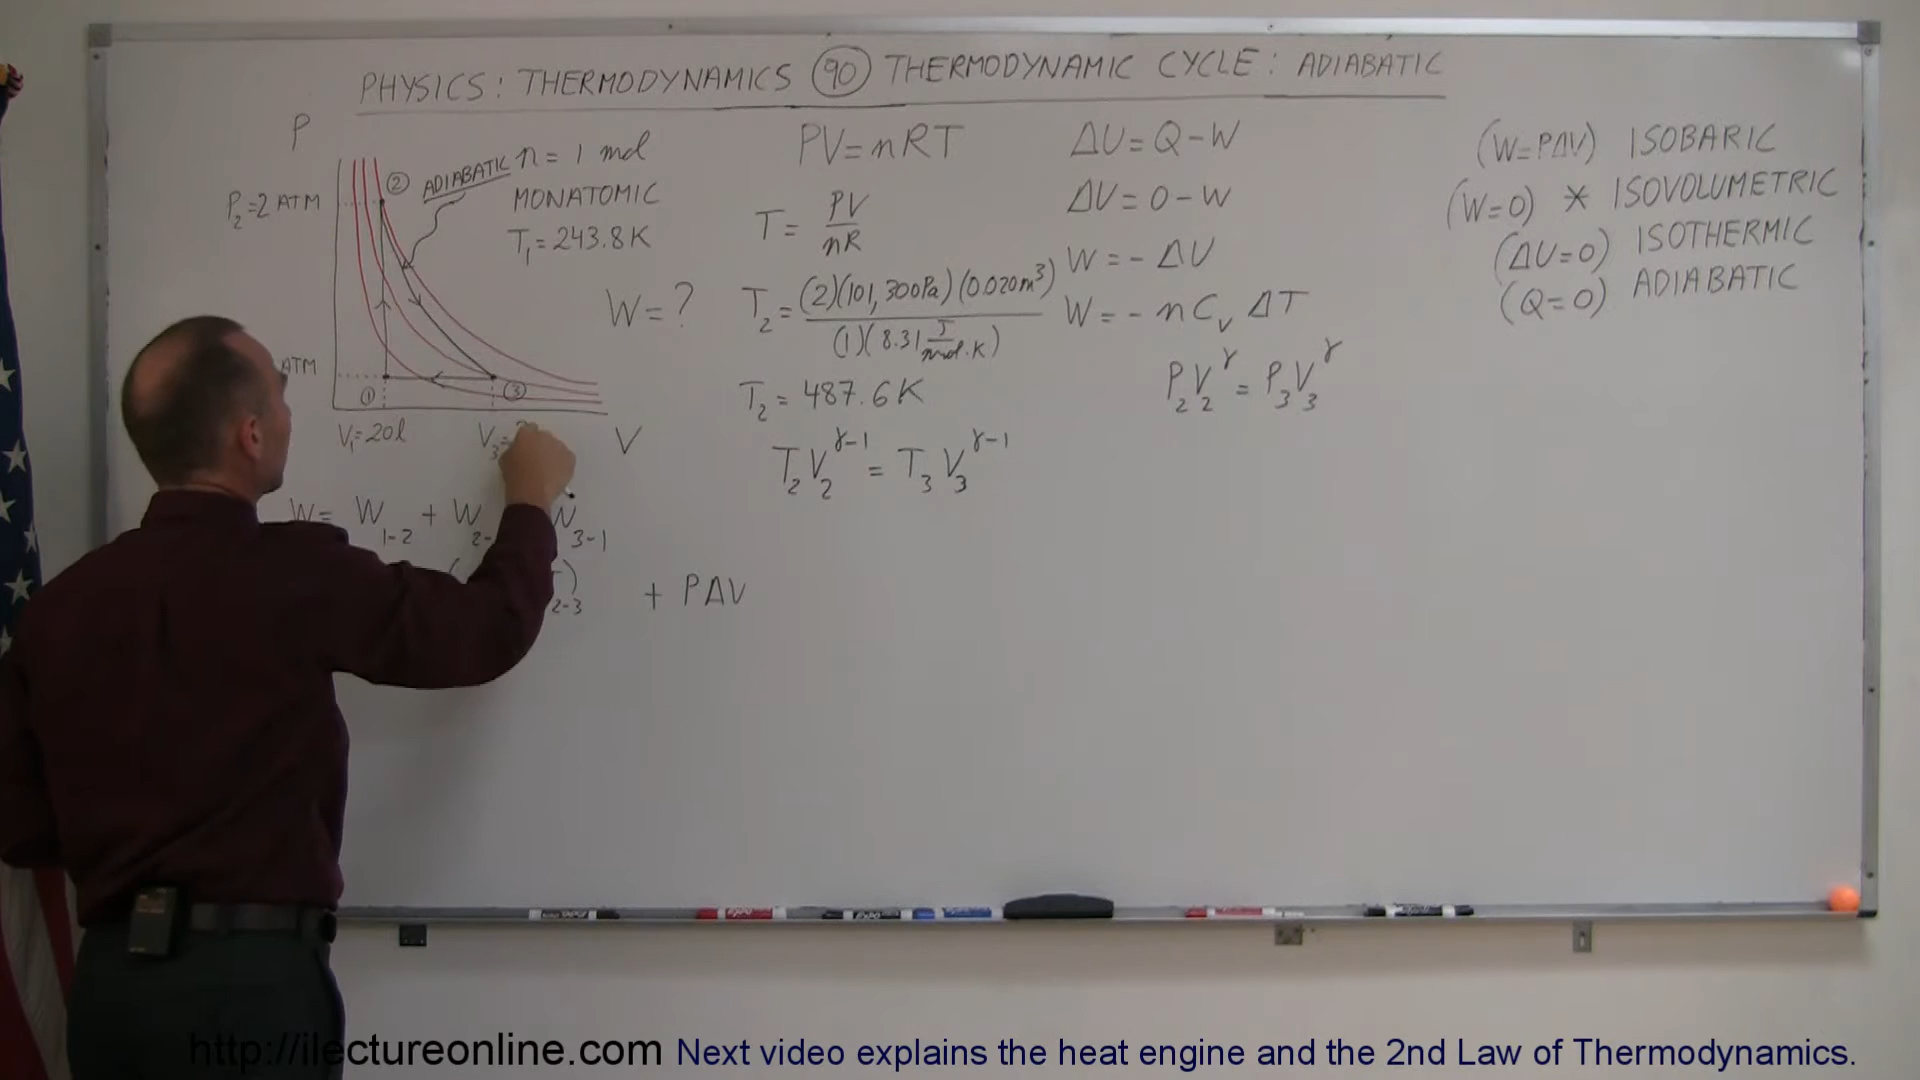 PHYSICS: THERMODYNAMICS 90 THERMODYNAMIC CYCLE: ADIABATIC
P
P₂=2 ATM
ATM
①
②
③
ADIABATIC
V₁=20l
V₃=
V
n = 1 mol
MONATOMIC
T₁=243.8K
W=?
W= W₁₋₂ + W₂₋ W₃₋₁
2-3 + PΔV
PV=nRT
T= PV/nR
T₂= (2)(101,300Pa)(0.020m³)/(1)(8.31 J/mol.K)
T₂ = 487.6K
T₂V₂^γ-1 = T₃V₃^γ-1
ΔU=Q-W
ΔU=0-W
W=-ΔU
W=-nCᵥΔT
P₂V₂^γ = P₃V₃^γ
(W=PΔV) ISOBARIC
(W=0) * ISOVOLUMETRIC
(ΔU=0) ISOTHERMIC
(Q=0) ADIABATIC
http://ilectureonline.com Next video explains the heat engine and the 2nd Law of Thermodynamics.